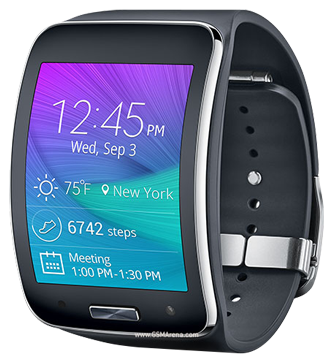 12:45 PM
Wed, Sep 3
75°F New York
6742 steps
Meeting
1:00 PM-1:30 PM
www.GSMArena.com